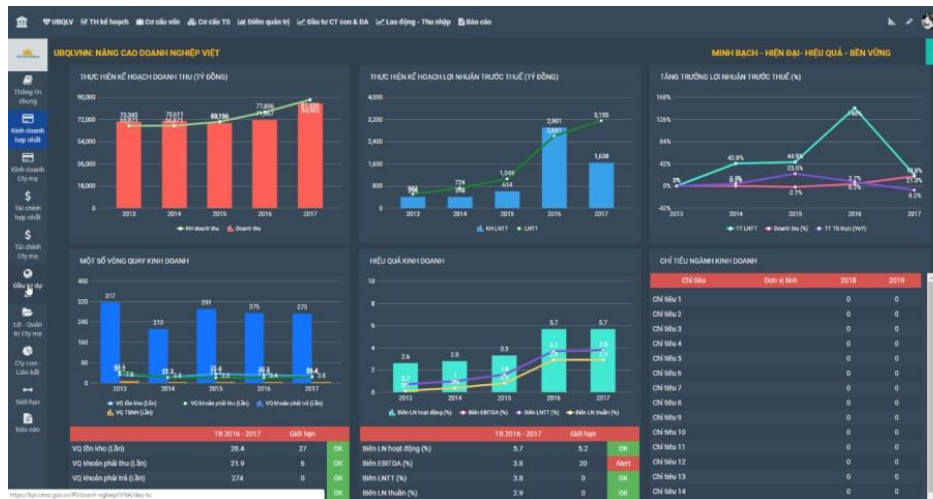 UBQLV TH kế hoạch Cơ cấu vốn Cơ cấu TS Điểm quản trị Đầu tư CT con & DA Lao động - Thu nhập Báo cáo
UBQLVNN: NÂNG CAO DOANH NGHIỆP VIỆT
MINH BẠCH - HIỆN ĐẠI- HIỆU QUẢ - BỀN VỮNG
Thông tin chung
Kinh doanh hợp nhất
Kinh doanh Cty mẹ
Tài chính hợp nhất
Tài chính Cty mẹ
Đầu tư dự
LĐ - Quản trị Cty mẹ
Cty con - Liên kết
Giới hạn
Báo cáo
THỰC HIỆN KẾ HOẠCH DOANH THU (TỶ ĐỒNG)
90,000
72,000
54,000
36,000
18,000
0
70,611
77,806
2013 2014 2015 2016 2017
KH doanh thu Doanh thu
THỰC HIỆN KẾ HOẠCH LỢI NHUẬN TRƯỚC THUẾ (TỶ ĐỒNG)
4,000
3,200
2,400
1,600
800
0
724
1,049
614
2,901
3,155
1,638
2013 2014 2015 2016 2017
KH LNTT LNTT
TĂNG TRƯỞNG LỢI NHUẬN TRƯỚC THUẾ (%)
168%
126%
84%
42%
0%
-42%
42.8%
23.5%
-2.1%
-8.2%
2013 2014 2015 2016 2017
TT LNTT Doanh thu (%) TT TB thực (YoY)
MỘT SỐ VÒNG QUAY KINH DOANH
400
320
240
160
80
0
317
213
291
275
275
2013 2014 2015 2016 2017
VQ tồn kho (Lần) VQ khoản phải thu (Lần) VQ khoản phải trả (Lần)
VQ TSNH (Lần)
TB 2016 - 2017 Giới hạn
VQ tồn kho (Lần) 28.4 27 OK
VQ khoản phải thu (Lần) 21.9 6 OK
VQ khoản phải trả (Lần) 274 0 OK
OK
HIỆU QUẢ KINH DOANH
10
8
6
4
2
0
2.6
2.8
3.3
5.7
5.7
2013 2014 2015 2016 2017
Biên LN hoạt động (%) Biên EBITDA (%) Biên LNTT (%) Biên LN thuần (%)
TB 2016 - 2017 Giới hạn
Biên LN hoạt động (%) 5.7 5.2 OK
Biên EBITDA (%) 3.8 20 Alert
Biên LNTT (%) 3.8 0 OK
Biên LN thuần (%) 2.9 0 OK
CHỈ TIÊU NGÀNH KINH DOANH
Chỉ tiêu Đơn vị tính 2018 2019
Chỉ tiêu 1 0 0
Chỉ tiêu 2 0 0
Chỉ tiêu 3 0 0
Chỉ tiêu 4 0 0
Chỉ tiêu 5 0 0
Chỉ tiêu 6 0 0
Chỉ tiêu 7 0 0
Chỉ tiêu 8 0 0
Chỉ tiêu 9 0 0
Chỉ tiêu 10 0 0
Chỉ tiêu 11 0 0
Chỉ tiêu 12 0 0
Chỉ tiêu 13 0 0
Chỉ tiêu 14 0 0